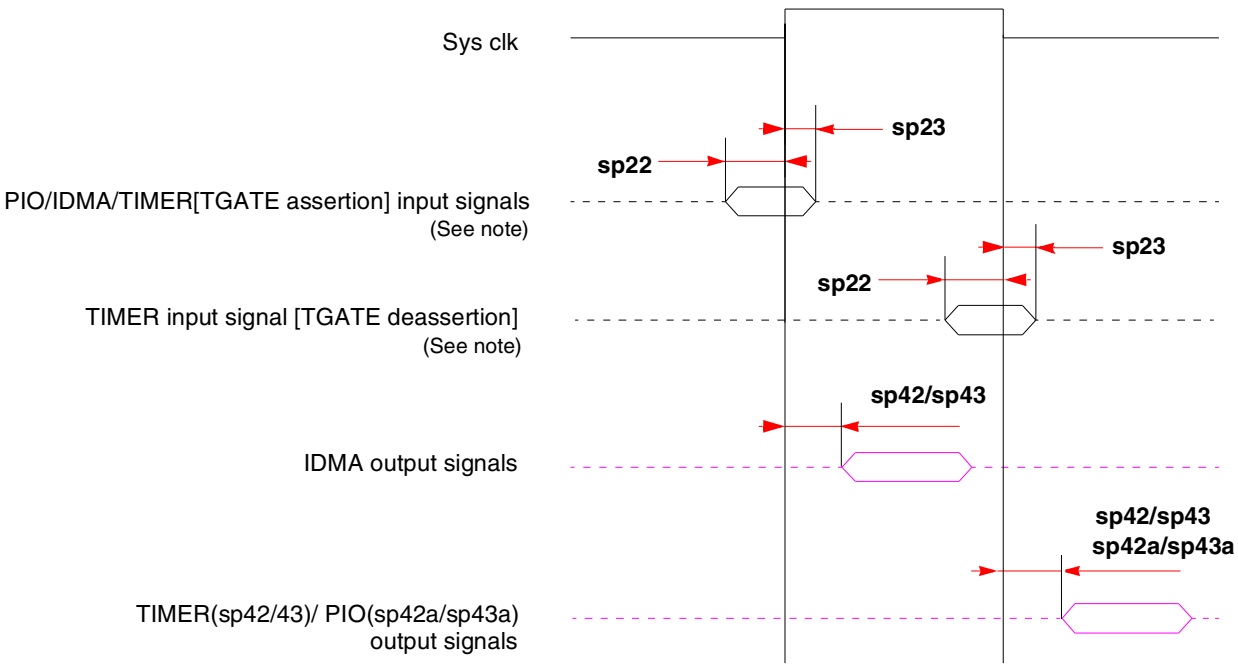 Sys clk
sp23
sp22
PIO/IDMA/TIMER[TGATE assertion] input signals
(See note)
sp23
sp22
TIMER input signal [TGATE deassertion]
(See note)
sp42/sp43
IDMA output signals
sp42/sp43
sp42a/sp43a
TIMER(sp42/43)/ PIO(sp42a/sp43a)
output signals